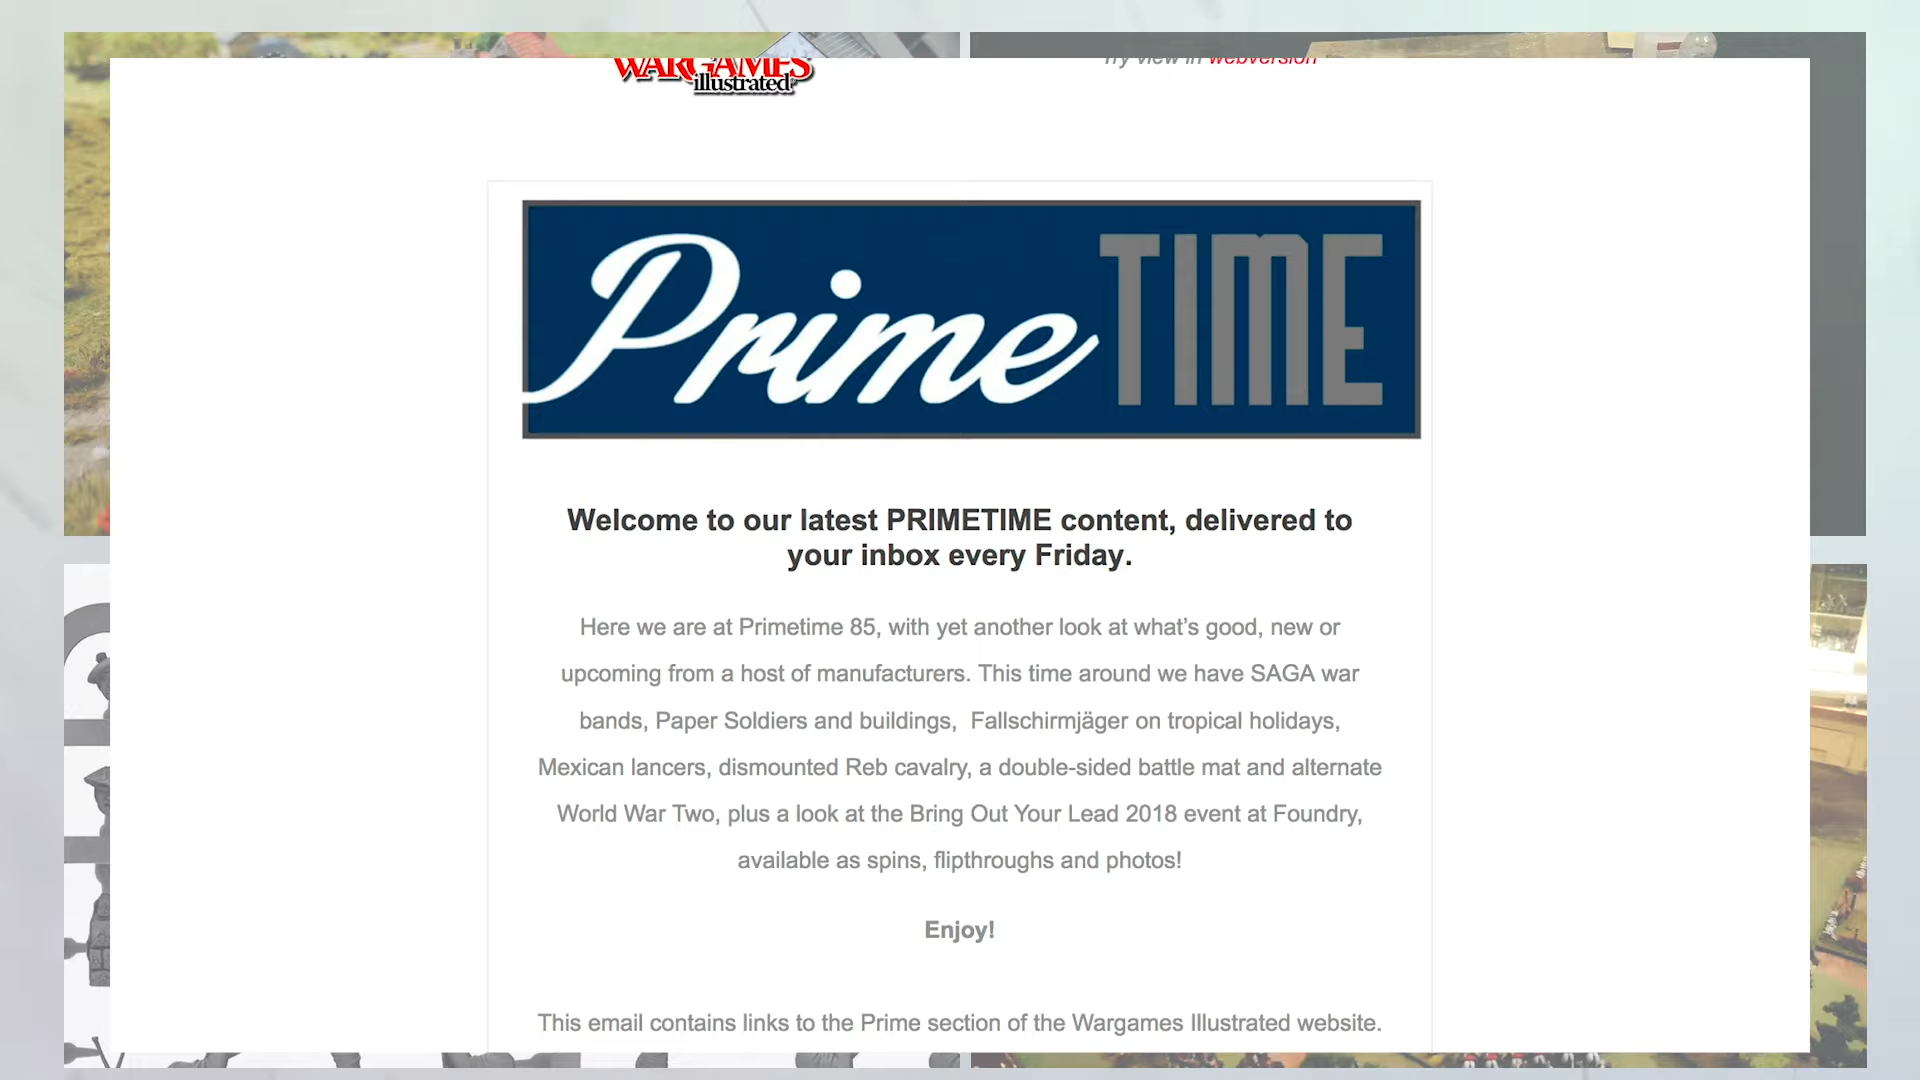 WARGAMES
illustrated
Try view in webversion
Prime TIME
Welcome to our latest PRIMETIME content, delivered to
your inbox every Friday.
Here we are at Primetime 85, with yet another look at what’s good, new or
upcoming from a host of manufacturers. This time around we have SAGA war
bands, Paper Soldiers and buildings,  Fallschirmjäger on tropical holidays,
Mexican lancers, dismounted Reb cavalry, a double-sided battle mat and alternate
World War Two, plus a look at the Bring Out Your Lead 2018 event at Foundry,
available as spins, flipthroughs and photos!
Enjoy!
This email contains links to the Prime section of the Wargames Illustrated website.